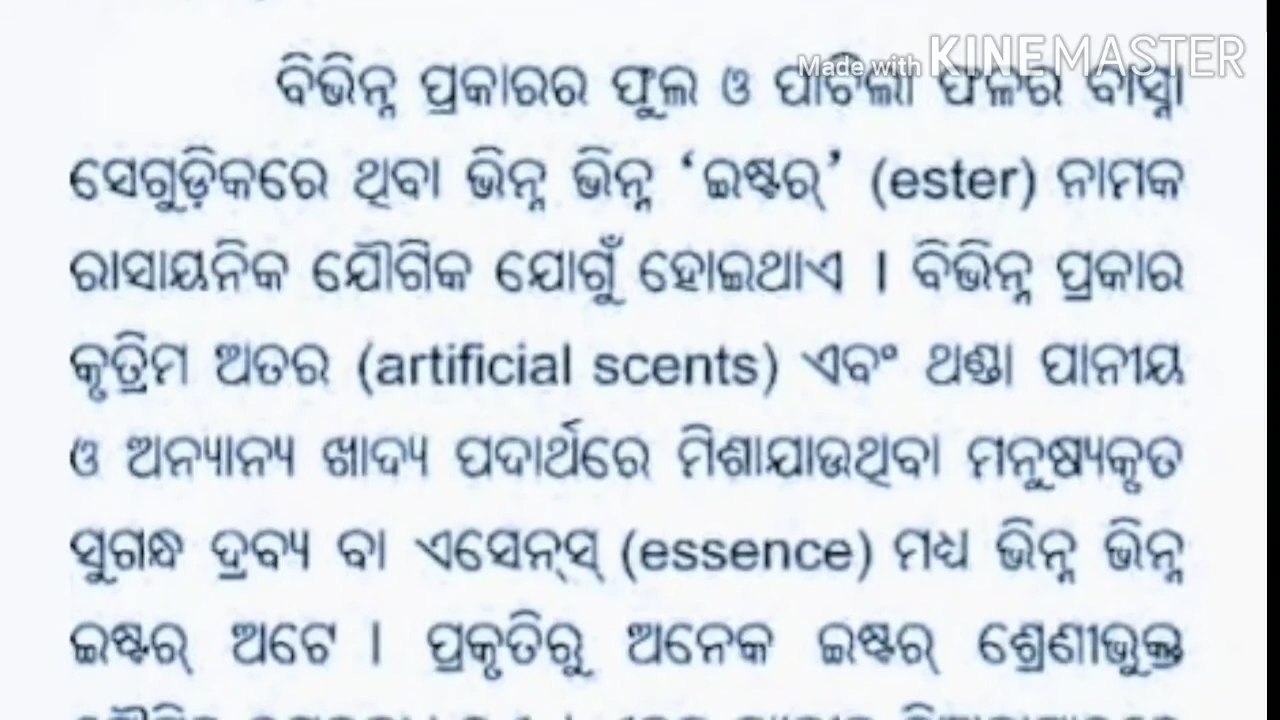 Made with KINEMASTER
ବିଭିନ୍ନ ପ୍ରକାରର ଫୁଲ ଓ ପାଚିଲା ଫଳର ବାସ୍ନା
ସେଗୁଡ଼ିକରେ ଥିବା ଭିନ୍ନ ଭିନ୍ନ ‘ଇଷ୍ଟର୍’ (ester) ନାମକ
ରାସାୟନିକ ଯୌଗିକ ଯୋଗୁଁ ହୋଇଥାଏ । ବିଭିନ୍ନ ପ୍ରକାର
କୃତ୍ରିମ ଅତର (artificial scents) ଏବଂ ଥଣ୍ଡା ପାନୀୟ
ଓ ଅନ୍ୟାନ୍ୟ ଖାଦ୍ୟ ପଦାର୍ଥରେ ମିଶାଯାଉଥିବା ମନୁଷ୍ୟକୃତ
ସୁଗନ୍ଧ ଦ୍ରବ୍ୟ ବା ଏସେନ୍‌ସ୍ (essence) ମଧ୍ୟ ଭିନ୍ନ ଭିନ୍ନ
ଇଷ୍ଟର୍ ଅଟେ । ପ୍ରକୃତିରୁ ଅନେକ ଇଷ୍ଟର୍ ଶ୍ରେଣୀଭୁକ୍ତ